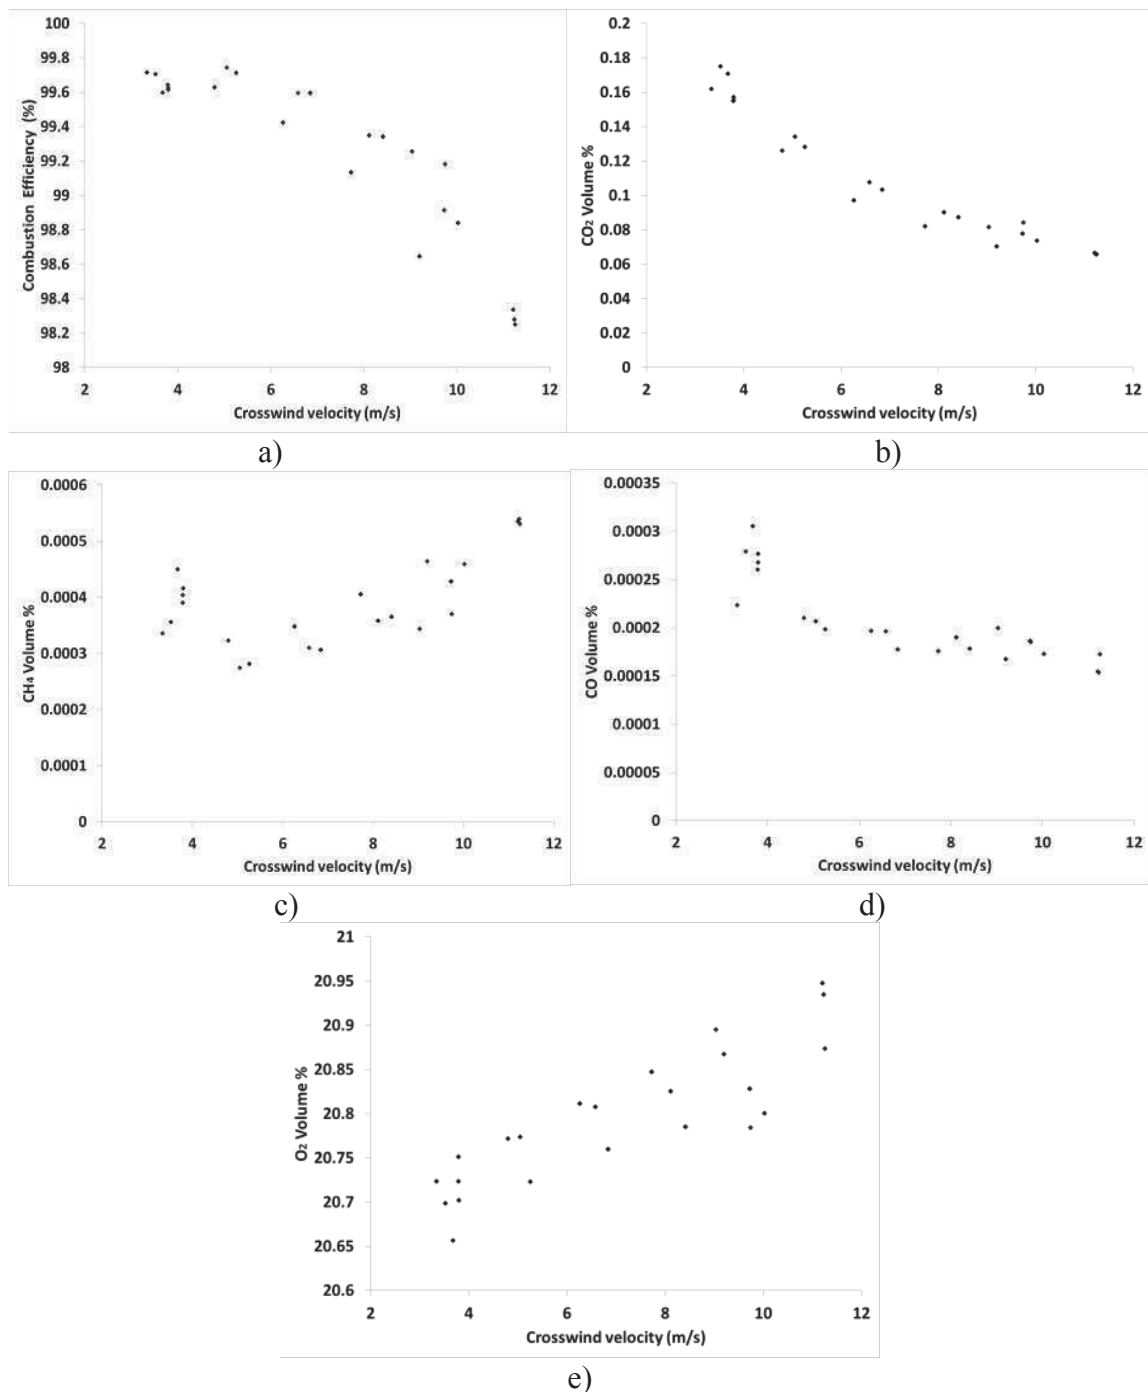 100
99.8
99.6
99.4
99.2
99
98.8
98.6
98.4
98.2
98
Combustion Efficiency (%)
2 4 6 8 10 12
Crosswind velocity (m/s)
a)
0.2
0.18
0.16
0.14
0.12
0.1
0.08
0.06
0.04
0.02
0
CO₂ Volume %
2 4 6 8 10 12
Crosswind velocity (m/s)
b)
0.0006
0.0005
0.0004
0.0003
0.0002
0.0001
0
CH₄ Volume %
2 4 6 8 10 12
Crosswind velocity (m/s)
c)
0.00035
0.0003
0.00025
0.0002
0.00015
0.0001
0.00005
0
CO Volume %
2 4 6 8 10 12
Crosswind velocity (m/s)
d)
21
20.95
20.9
20.85
20.8
20.75
20.7
20.65
20.6
O₂ Volume %
2 4 6 8 10 12
Crosswind velocity (m/s)
e)